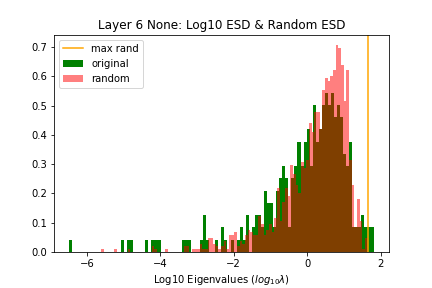 Layer 6 None: Log10 ESD & Random ESD
max rand
original
random
0.7
0.6
0.5
0.4
0.3
0.2
0.1
0.0
−6
−4
−2
0
2
Log10 Eigenvalues (log₁₀λ)